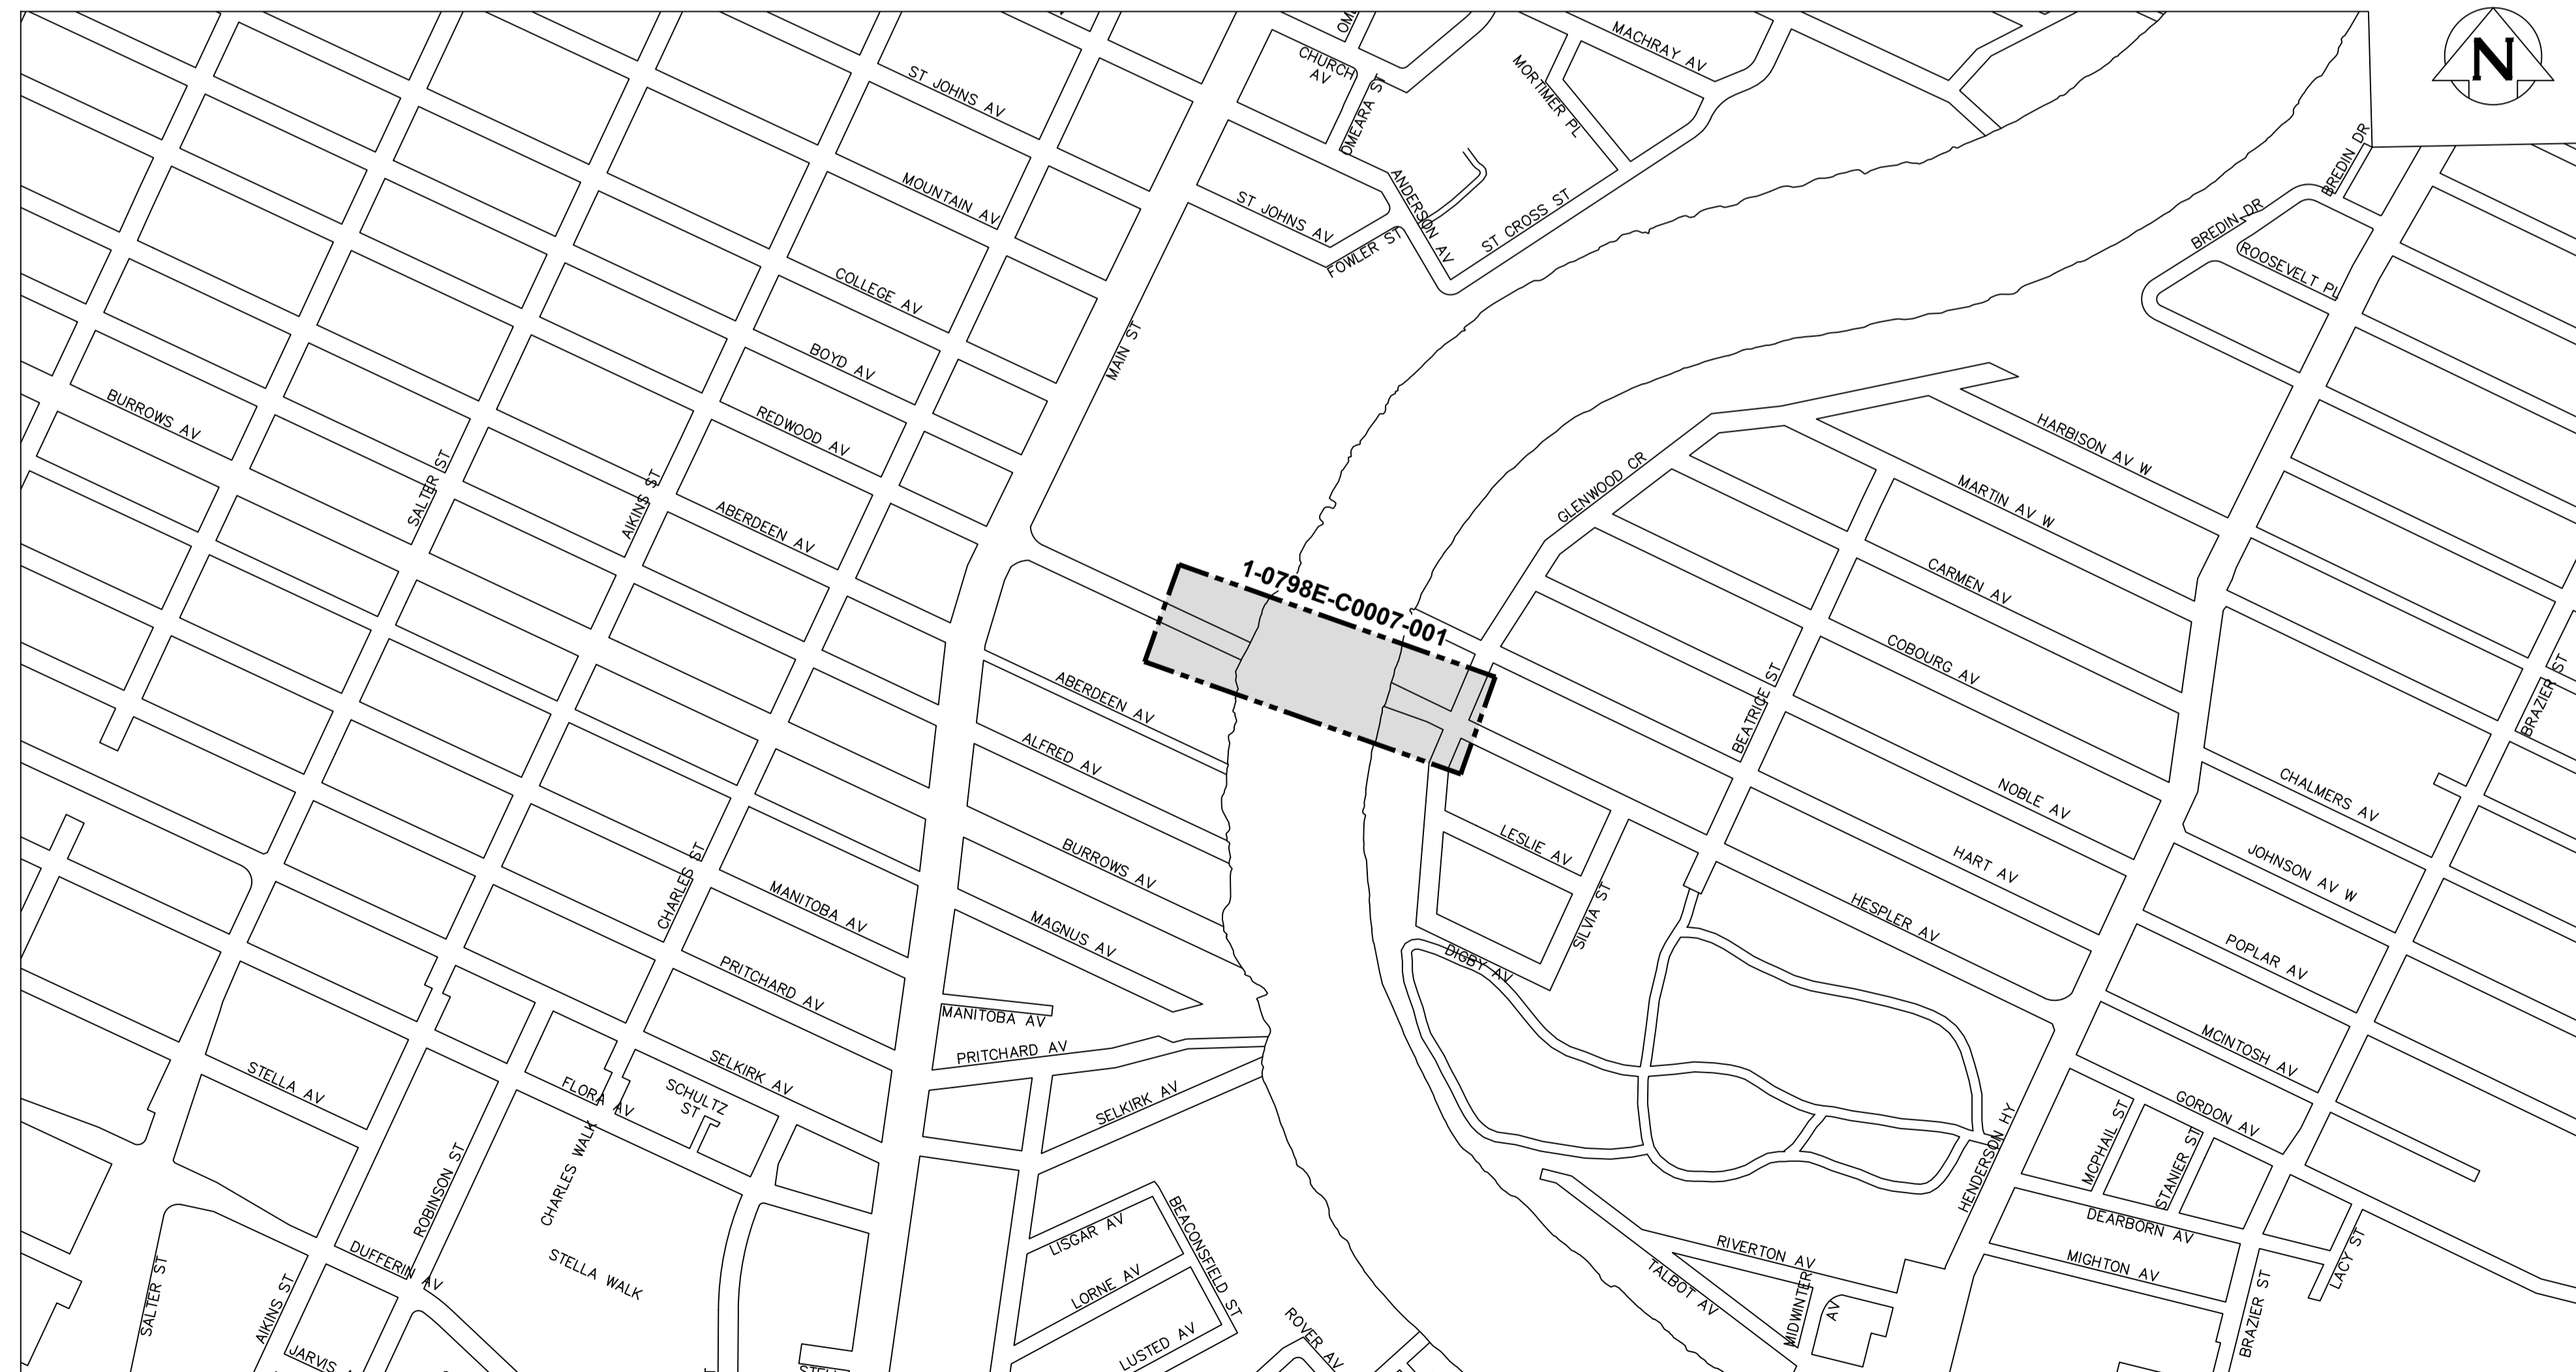 N
MACHRAY AV
CHURCH
AV
ST JOHNS AV
MORTIMER PL
OMEARA ST
BREDIN DR
MOUNTAIN AV
ANDERSON AV
ST JOHNS AV
ST CROSS ST
BREDIN DR
FOWLER ST
ROOSEVELT PL
COLLEGE AV
MAIN ST
BOYD AV
BURROWS AV
REDWOOD AV
HARBISON AV W
SALTER ST
AIKINS ST
GLENWOOD CR
MARTIN AV W
ABERDEEN AV
CARMEN AV
1-0798E-C0007-001
COBOURG AV
ABERDEEN AV
BEATRICE ST
BRAZIER ST
ALFRED AV
NOBLE AV
CHALMERS AV
LESLIE AV
BURROWS AV
HART AV
JOHNSON AV W
CHARLES ST
MANITOBA AV
MAGNUS AV
SILVIA ST
HESPLER AV
POPLAR AV
PRITCHARD AV
DIGBY AV
MANITOBA AV
PRITCHARD AV
MCINTOSH AV
STELLA AV
FLORA AV
SCHULTZ
ST
SELKIRK AV
SELKIRK AV
GORDON AV
MCPHAIL ST
STANIER ST
HENDERSON HY
ROBINSON ST
CHARLES WALK
DEARBORN AV
LISGAR AV
BEACONSFIELD ST
RIVERTON AV
MIGHTON AV
LACY ST
DUFFERIN AV
STELLA WALK
LORNE AV
TALBOT AV
SALTER ST
AIKINS ST
MIDWINTER
AV
BRAZIER ST
ROVER AV
LUSTED AV
JARVIS